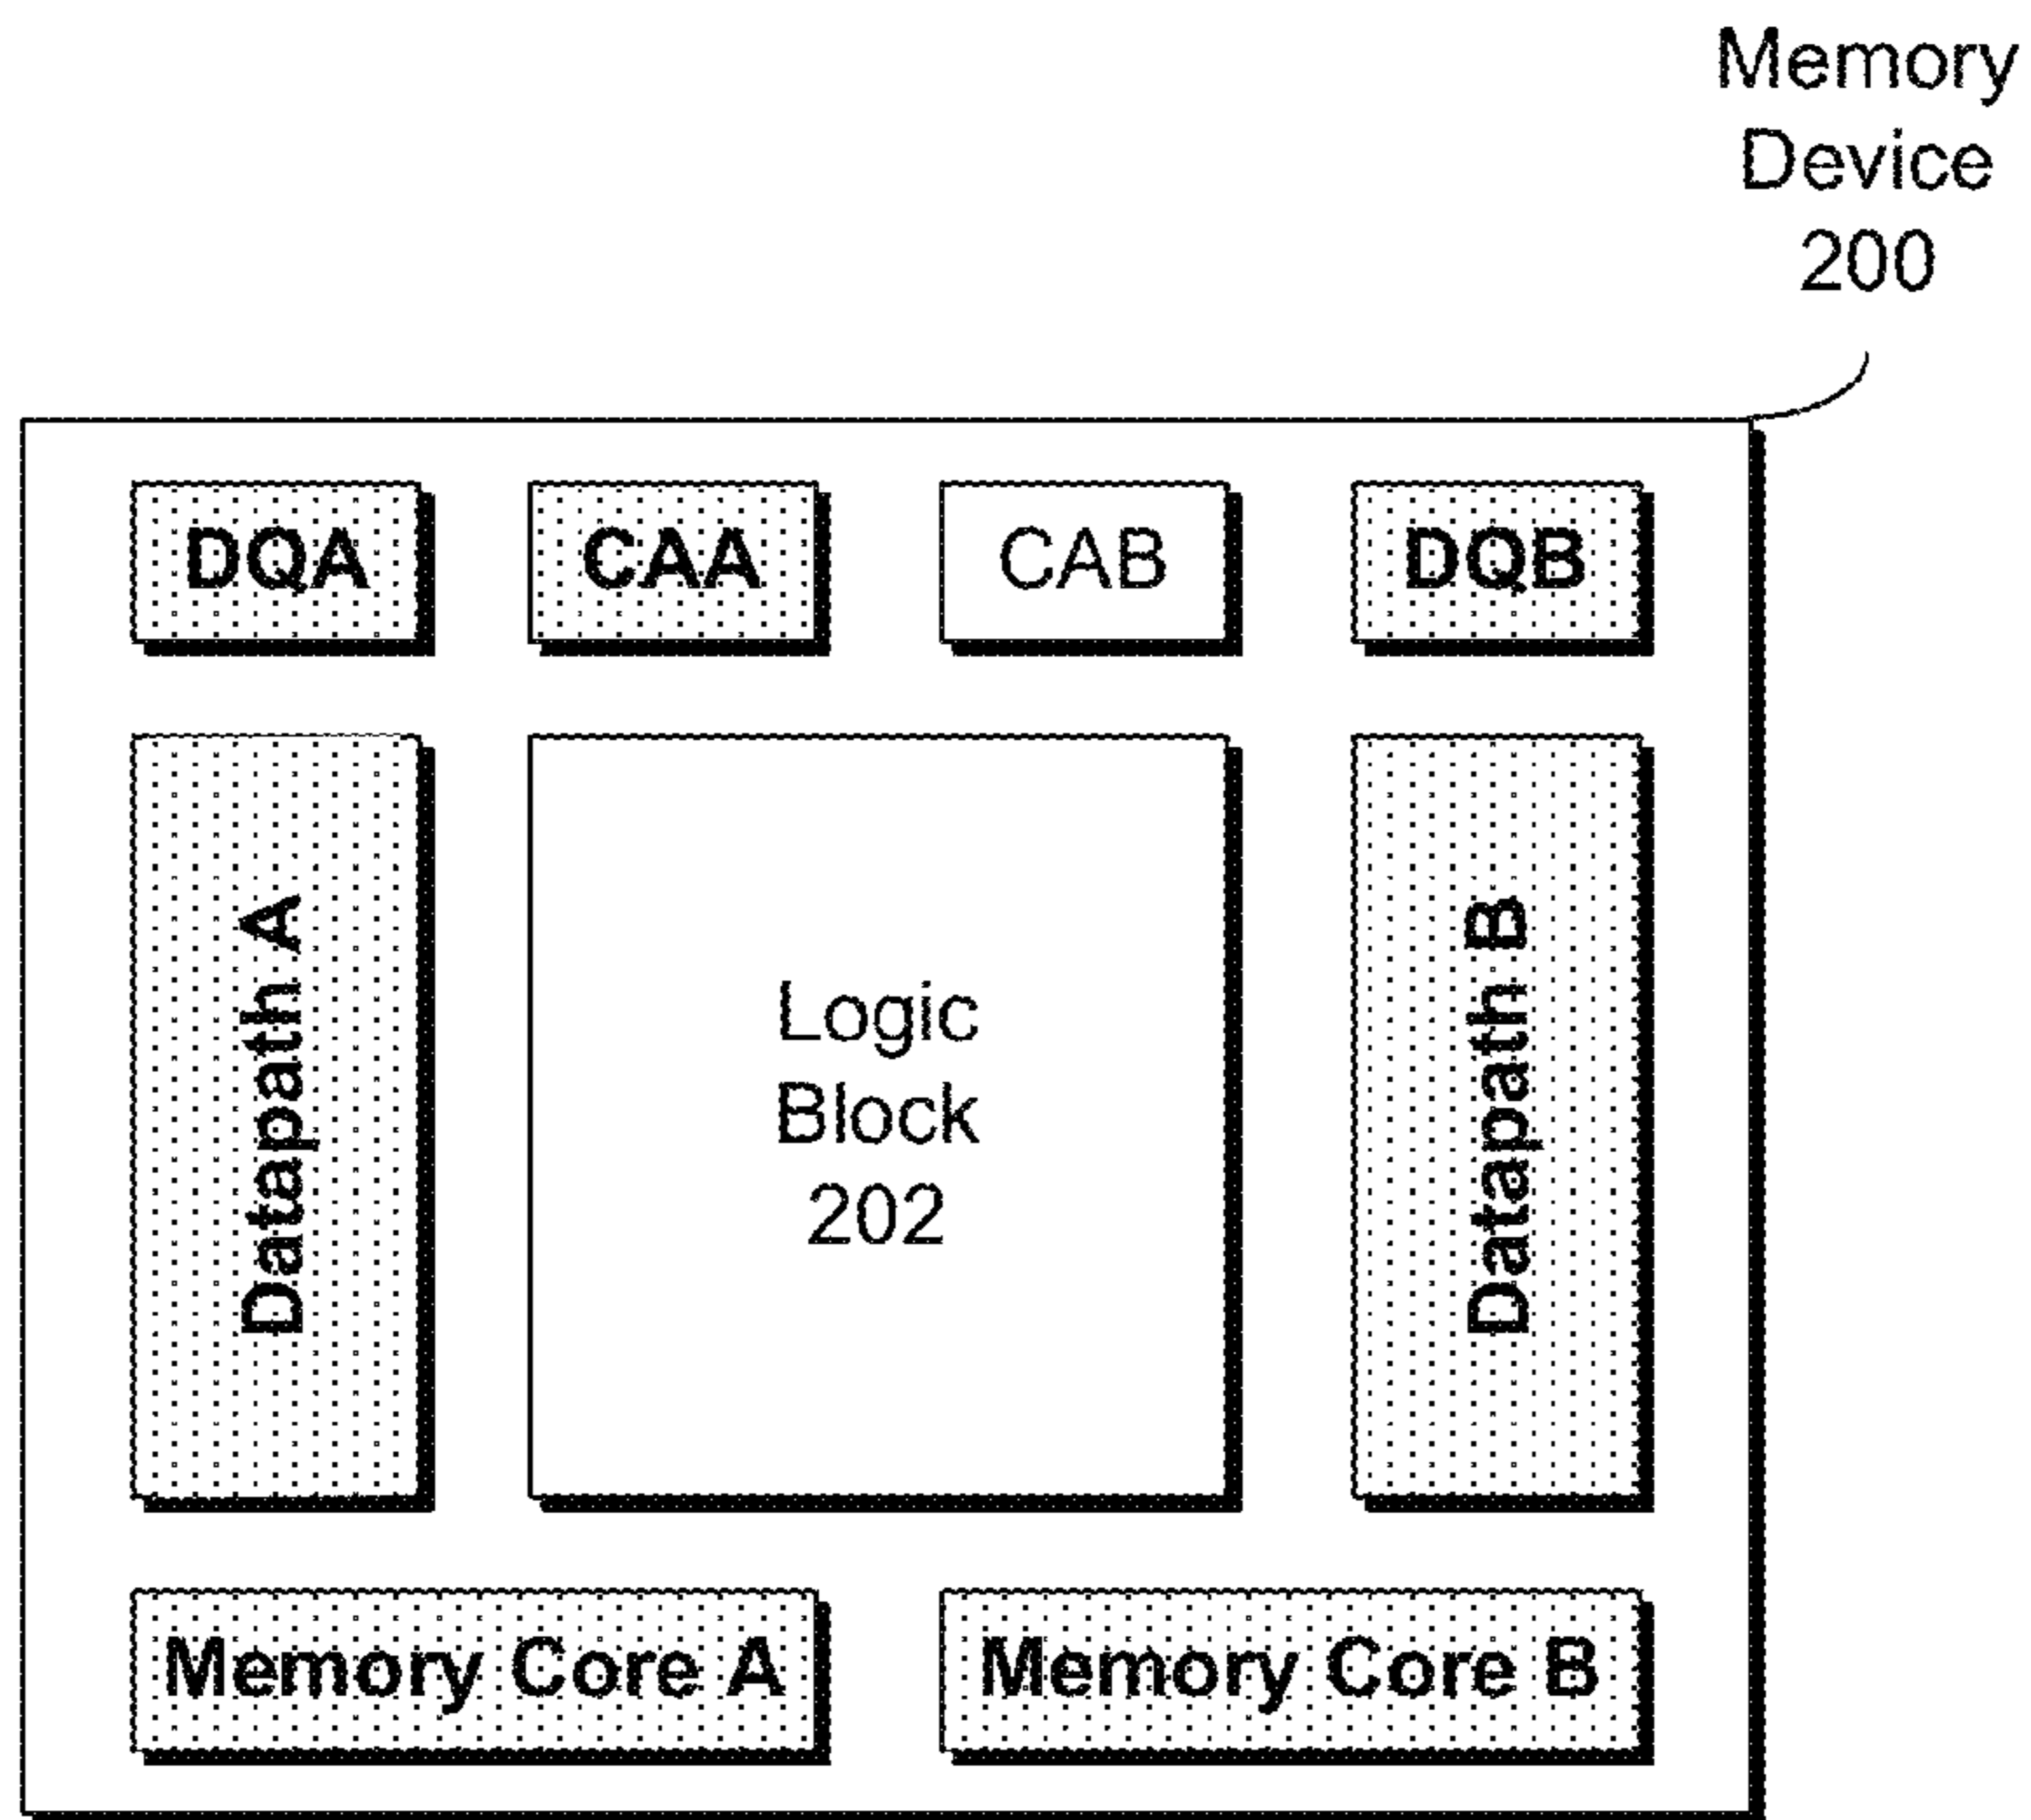 Memory
Device
200
DQA
CAA
CAB
DQB
Datapath A
Logic
Block
202
Datapath B
Memory Core A
Memory Core B